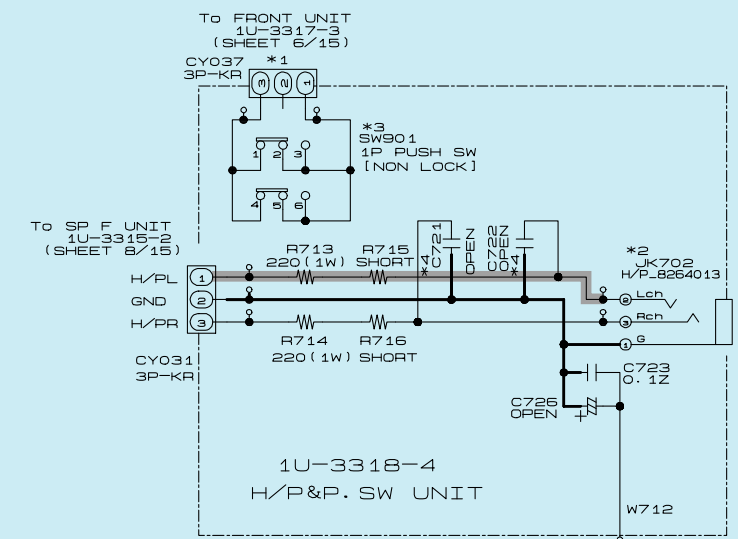 To FRONT UNIT
1U-3317-3
(SHEET 6/15)
CY037 *1
3P-KR
3 2 1
*3
SW901
1P PUSH SW
[NON LOCK]
1 2 3
4 5 6
To SP F UNIT
1U-3315-2
(SHEET 8/15)
R713
220(1W)
R715
SHORT
*4
C721
OPEN
C722
OPEN
*4
*2
JK702
H/P_8264013
H/PL 1
GND 2
H/PR 3
2 Lch
3 Rch
1 G
R714
220(1W)
R716
SHORT
CY031
3P-KR
C723
0.1Z
C726
OPEN
+
1U-3318-4
H/P&P.SW UNIT
W712